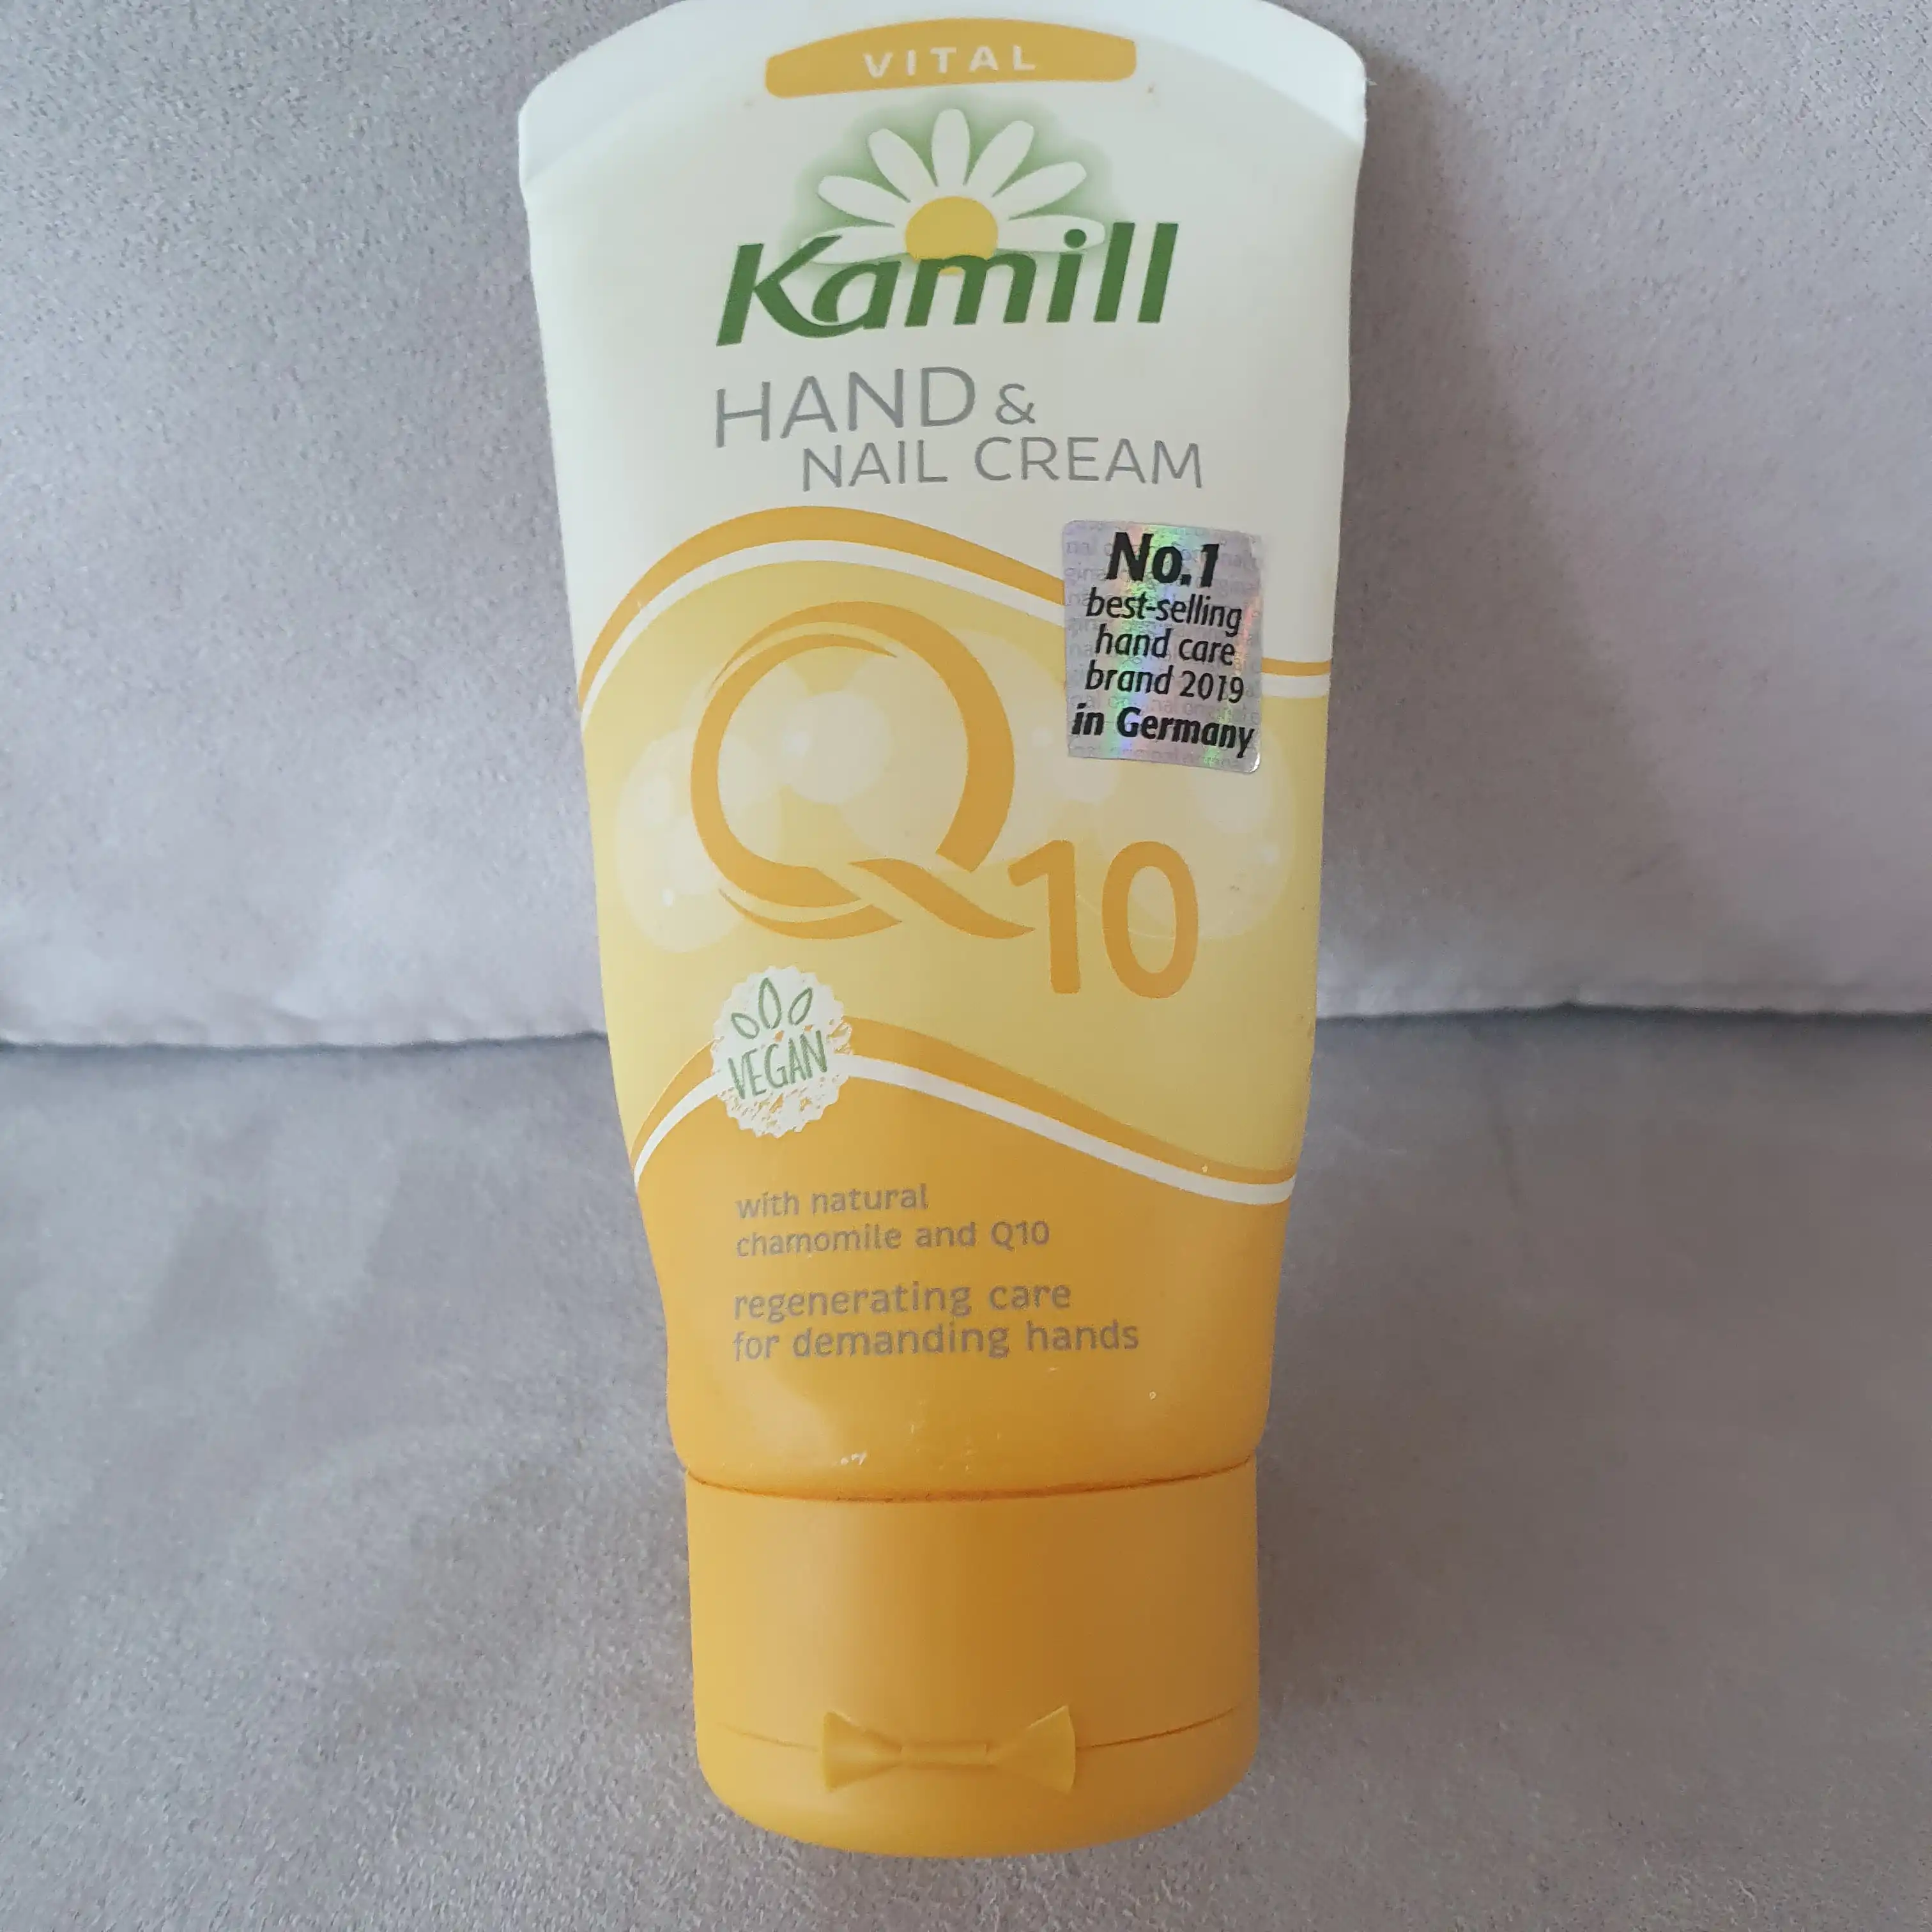 VITAL
Kamill
HAND &
NAIL CREAM
No.1
best-selling
hand care
brand 2019
in Germany
Q10
VEGAN
with natural
chamomile and Q10
regenerating care
for demanding hands